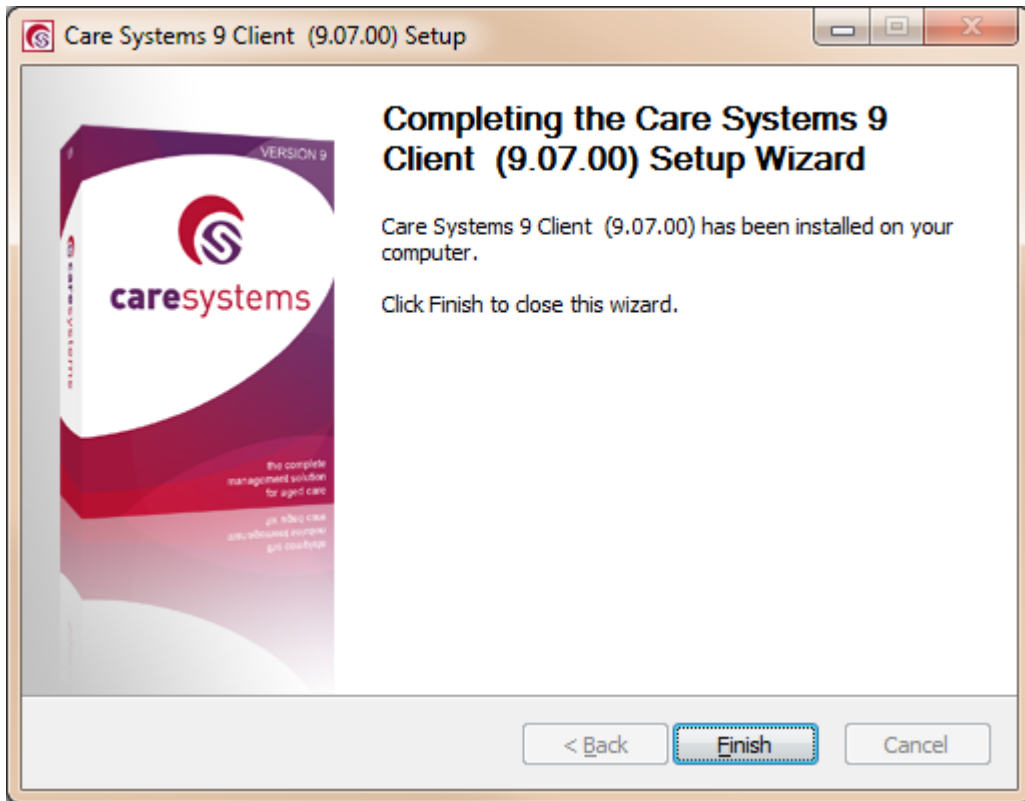 Care Systems 9 Client  (9.07.00) Setup
Completing the Care Systems 9
Client  (9.07.00) Setup Wizard
Care Systems 9 Client  (9.07.00) has been installed on your
computer.
Click Finish to close this wizard.
VERSION 9
caresystems
caresystems
the complete
management solution
for aged care
< Back
Finish
Cancel